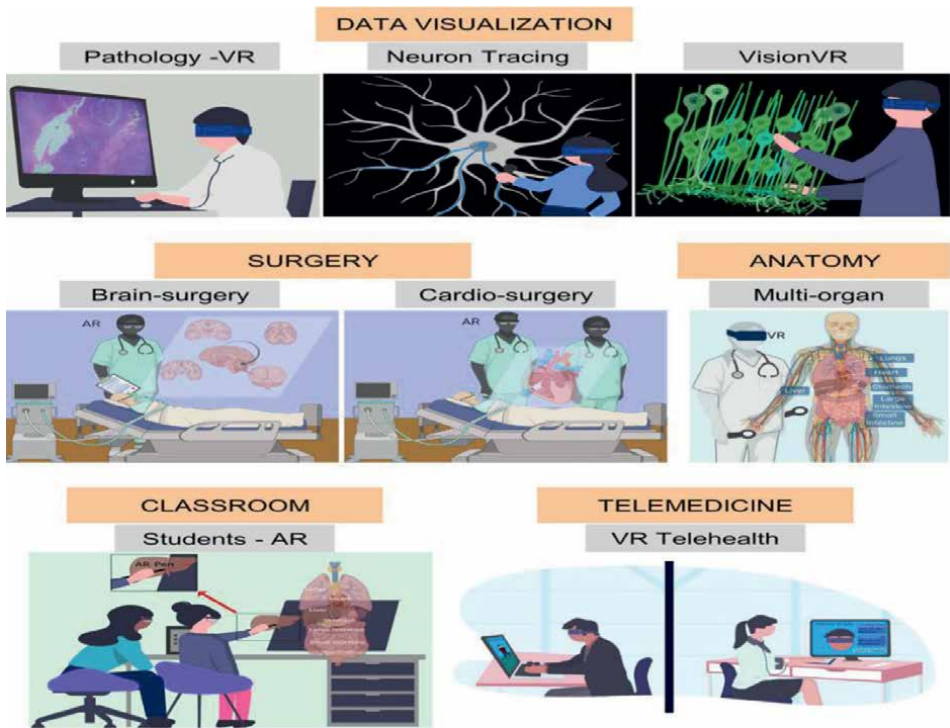 DATA VISUALIZATION
Pathology -VR
Neuron Tracing
VisionVR
SURGERY
ANATOMY
Brain-surgery
Cardio-surgery
Multi-organ
AR
AR
VR
Lungs
Heart
Stomach
Liver
Large
Intestine
Small
Intestine
CLASSROOM
TELEMEDICINE
Students - AR
VR Telehealth
AR Pen
Liver